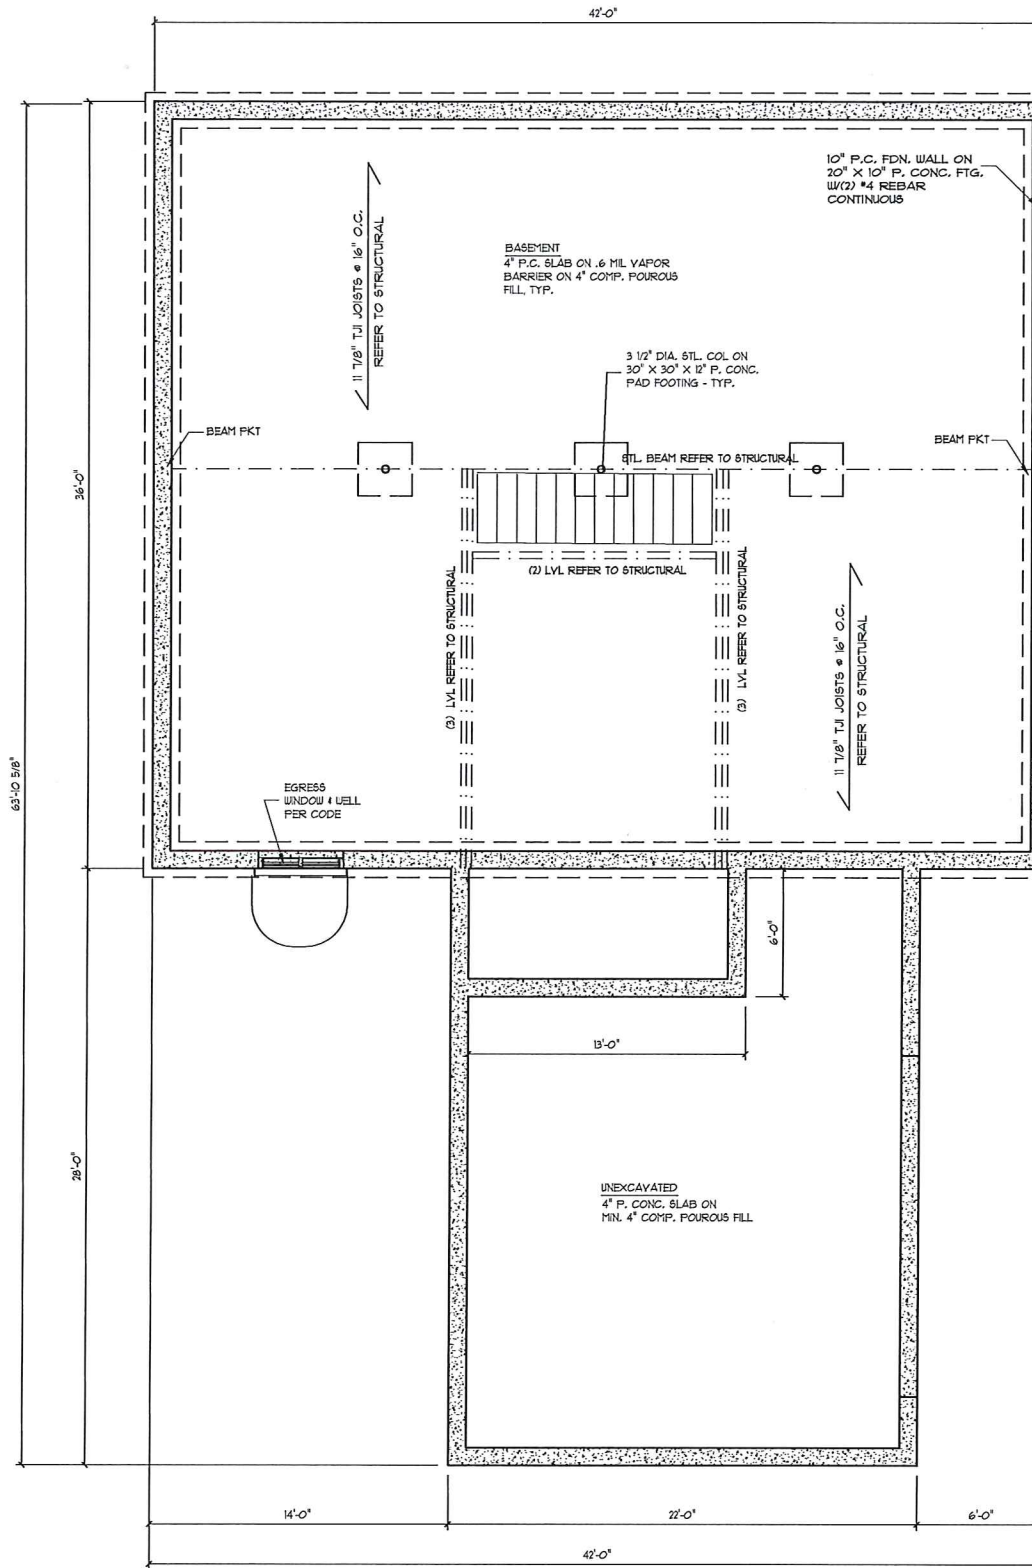 42'-0"
10" P.C. FDN. WALL ON
20" X 10" P. CONC. FTG.
W/(2) #4 REBAR
CONTINUOUS
11 7/8" TJI JOISTS @ 16" O.C.
REFER TO STRUCTURAL
BASEMENT
4" P.C. SLAB ON .6 MIL VAPOR
BARRIER ON 4" COMP. POUROUS
FILL, TYP.
3 1/2" DIA. STL. COL ON
30" X 30" X 12" P. CONC.
PAD FOOTING - TYP.
BEAM PKT
BEAM PKT
STL. BEAM REFER TO STRUCTURAL
36'-0"
(2) LVL REFER TO STRUCTURAL
(3) LVL REFER TO STRUCTURAL
(3) LVL REFER TO STRUCTURAL
11 7/8" TJI JOISTS @ 16" O.C.
REFER TO STRUCTURAL
63'-10 5/8"
EGRESS
WINDOW & WELL
PER CODE
6'-0"
13'-0"
28'-0"
UNEXCAVATED
4" P. CONC. SLAB ON
MIN. 4" COMP. POUROUS FILL
14'-0"
22'-0"
6'-0"
42'-0"